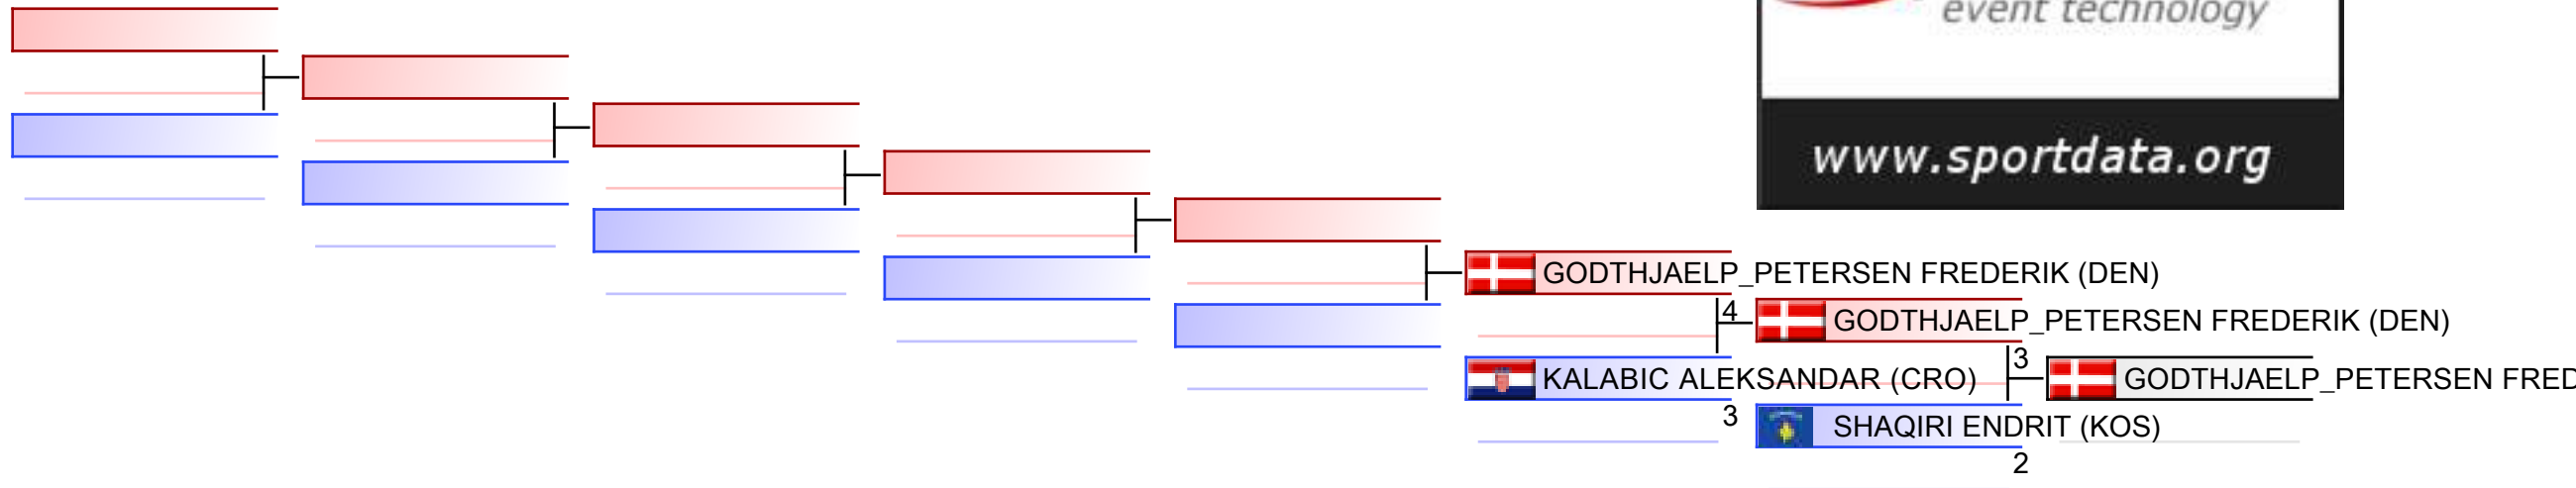 event technology
www.sportdata.org
GODTHJAELP_PETERSEN FREDERIK (DEN)
4
GODTHJAELP_PETERSEN FREDERIK (DEN)
3
KALABIC ALEKSANDAR (CRO)
GODTHJAELP_PETERSEN FRED
3
SHAQIRI ENDRIT (KOS)
2